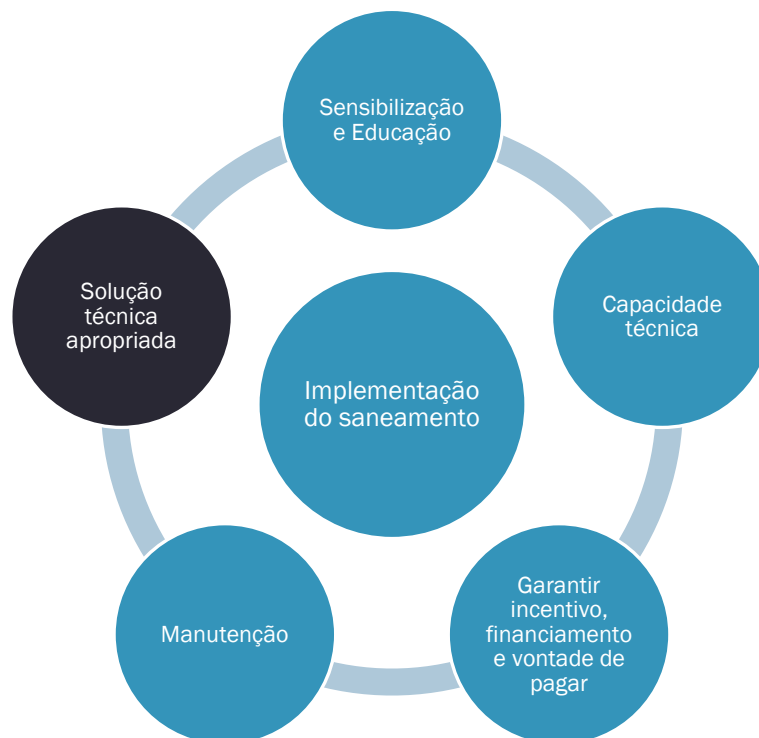 Sensibilização
e Educação
Solução
técnica
apropriada
Capacidade
técnica
Implementação
do saneamento
Manutenção
Garantir
incentivo,
financiamento
e vontade de
pagar